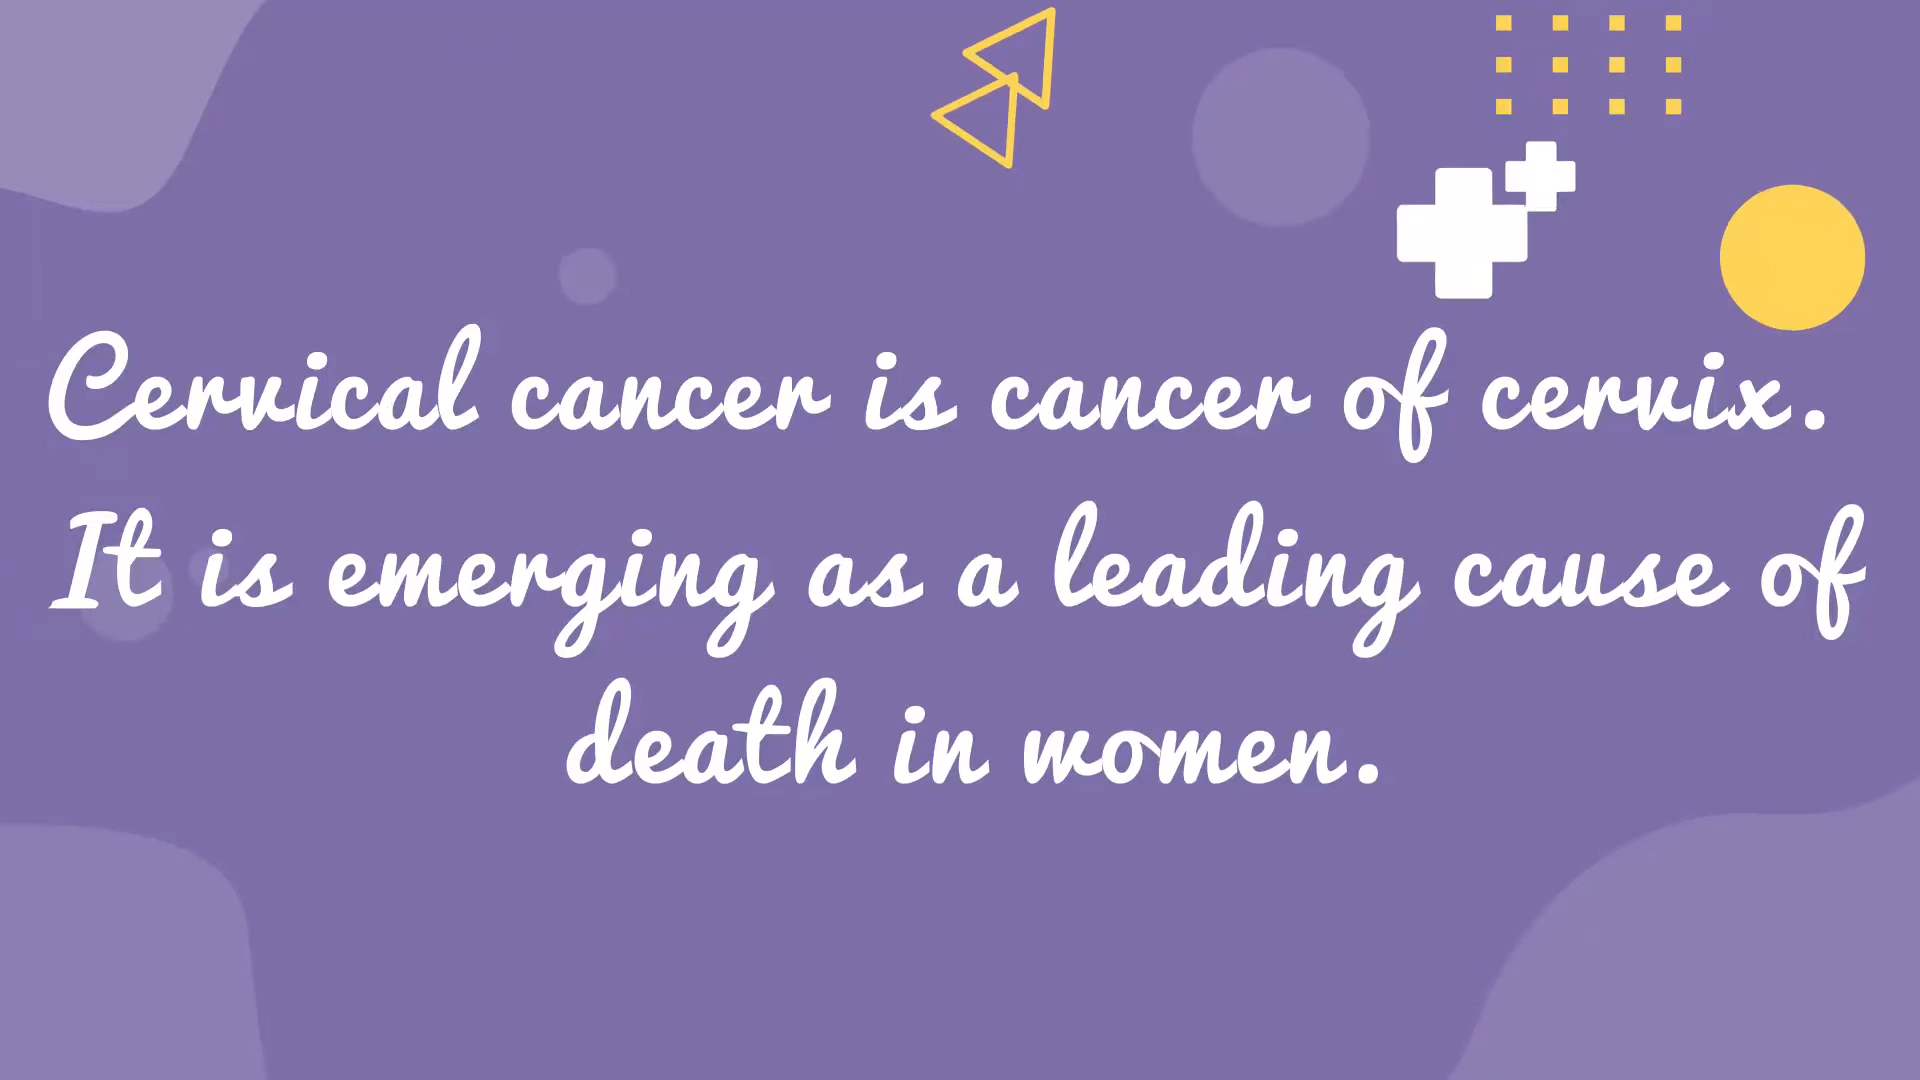 Cervical cancer is cancer of cervix.
It is emerging as a leading cause of
death in women.